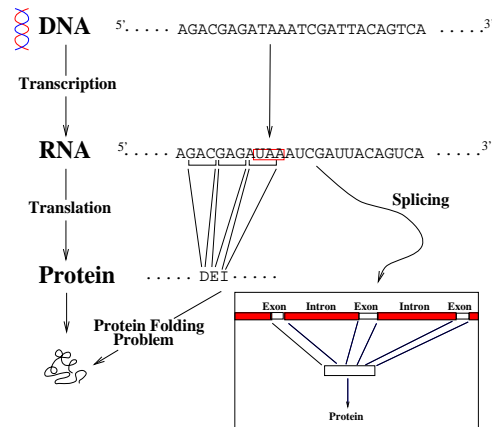 DNA 5' ..... AGACGAGATAAATCGATTACAGTCA ..... 3'
Transcription
RNA 5' ..... AGACGAGAUAAAUCGAUUACAGUCA ..... 3'
Translation
Splicing
Protein ..... DEI .....
Protein Folding
Problem
Exon Intron Exon Intron Exon
Protein